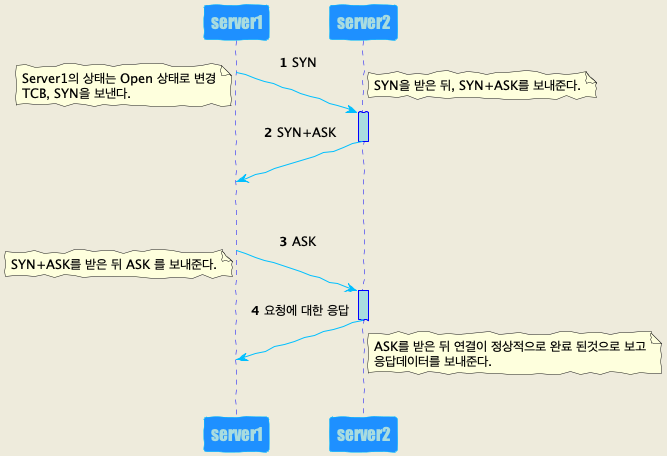 server1
server2
1 SYN
Server1의 상태는 Open 상태로 변경
TCB, SYN을 보낸다.
SYN을 받은 뒤, SYN+ASK를 보내준다.
2 SYN+ASK
3 ASK
SYN+ASK를 받은 뒤 ASK 를 보내준다.
4 요청에 대한 응답
ASK를 받은 뒤 연결이 정상적으로 완료 된것으로 보고
응답데이터를 보내준다.
server1
server2